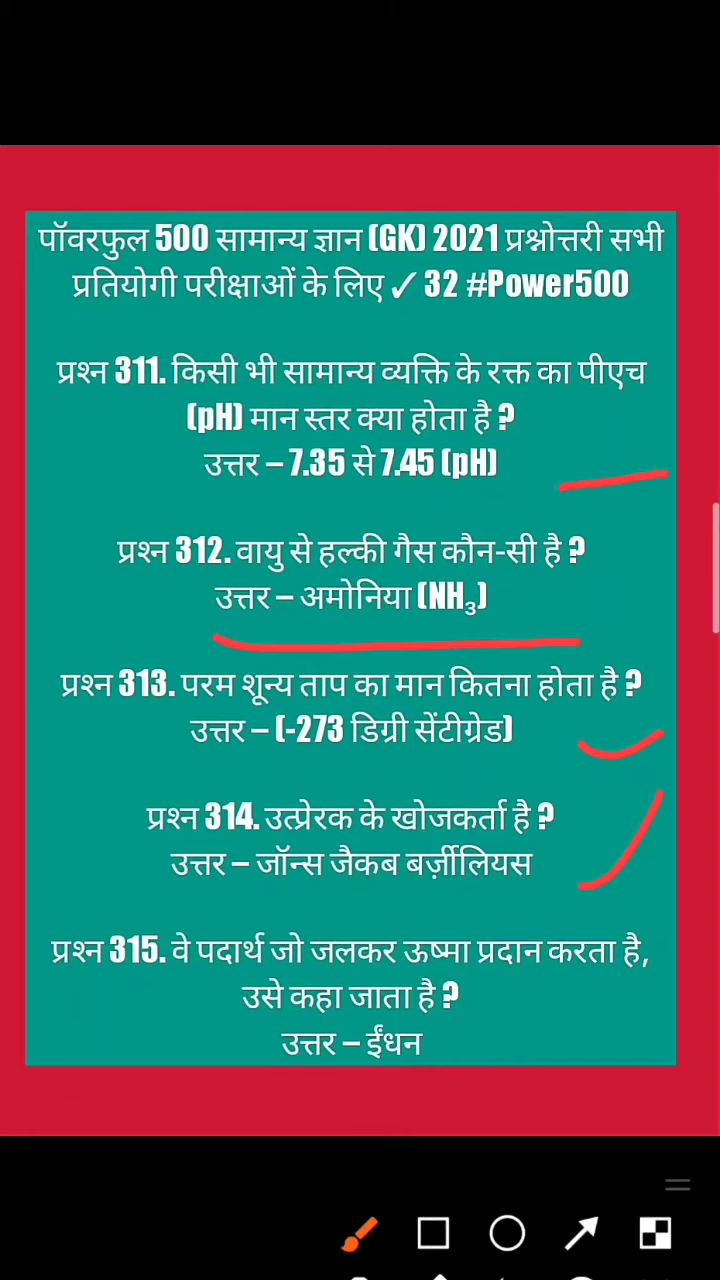 पॉवरफुल 500 सामान्य ज्ञान (GK) 2021 प्रश्नोत्तरी सभी
प्रतियोगी परीक्षाओं के लिए ✓ 32 #Power500
प्रश्न 311. किसी भी सामान्य व्यक्ति के रक्त का पीएच
(pH) मान स्तर क्या होता है ?
उत्तर – 7.35 से 7.45 (pH)
प्रश्न 312. वायु से हल्की गैस कौन-सी है ?
उत्तर – अमोनिया (NH₃)
प्रश्न 313. परम शून्य ताप का मान कितना होता है ?
उत्तर – (-273 डिग्री सेंटीग्रेड)
प्रश्न 314. उत्प्रेरक के खोजकर्ता है ?
उत्तर – जॉन्स जैकब बर्ज़ीलियस
प्रश्न 315. वे पदार्थ जो जलकर ऊष्मा प्रदान करता है,
उसे कहा जाता है ?
उत्तर – ईंधन